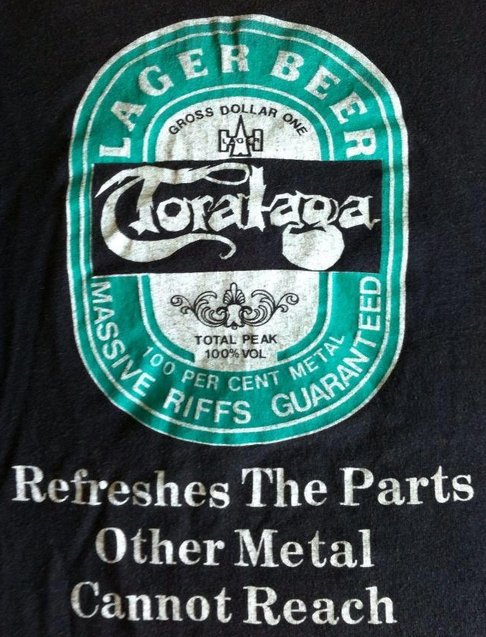 LAGER BEER
GROSS DOLLAR ONE
Toralaga
TOTAL PEAK
100% VOL
100 PER CENT METAL
MASSIVE RIFFS GUARANTEED
Refreshes The Parts
Other Metal
Cannot Reach